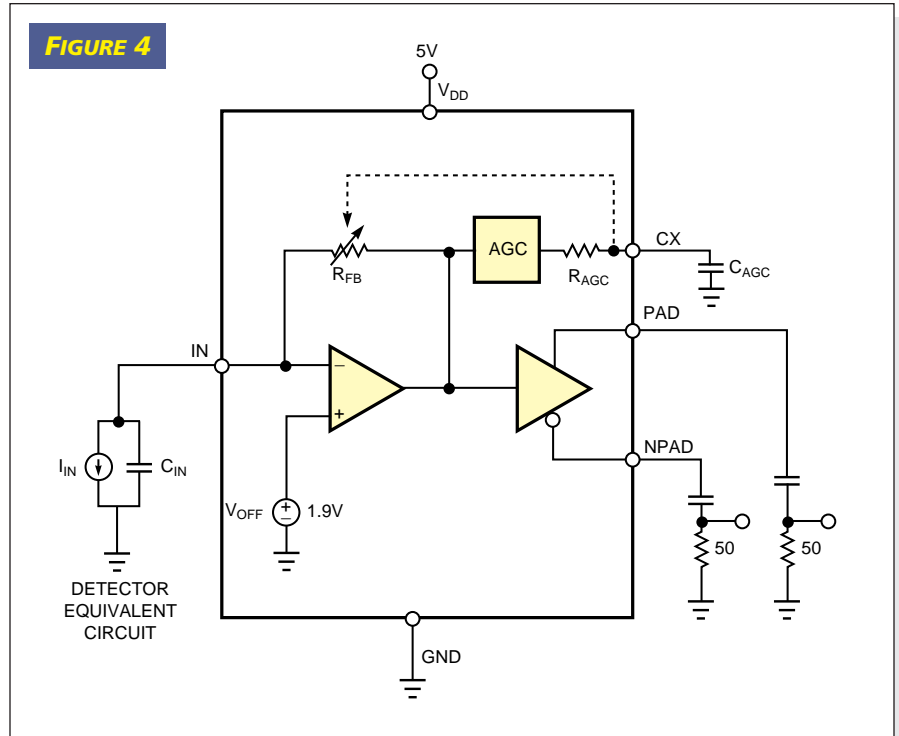 FIGURE 4
5V
VDD
AGC
CX
RFB
RAGC
CAGC
PAD
IN
−
+
NPAD
IIN
CIN
VOFF
+
−
1.9V
50
50
DETECTOR
EQUIVALENT
CIRCUIT
GND